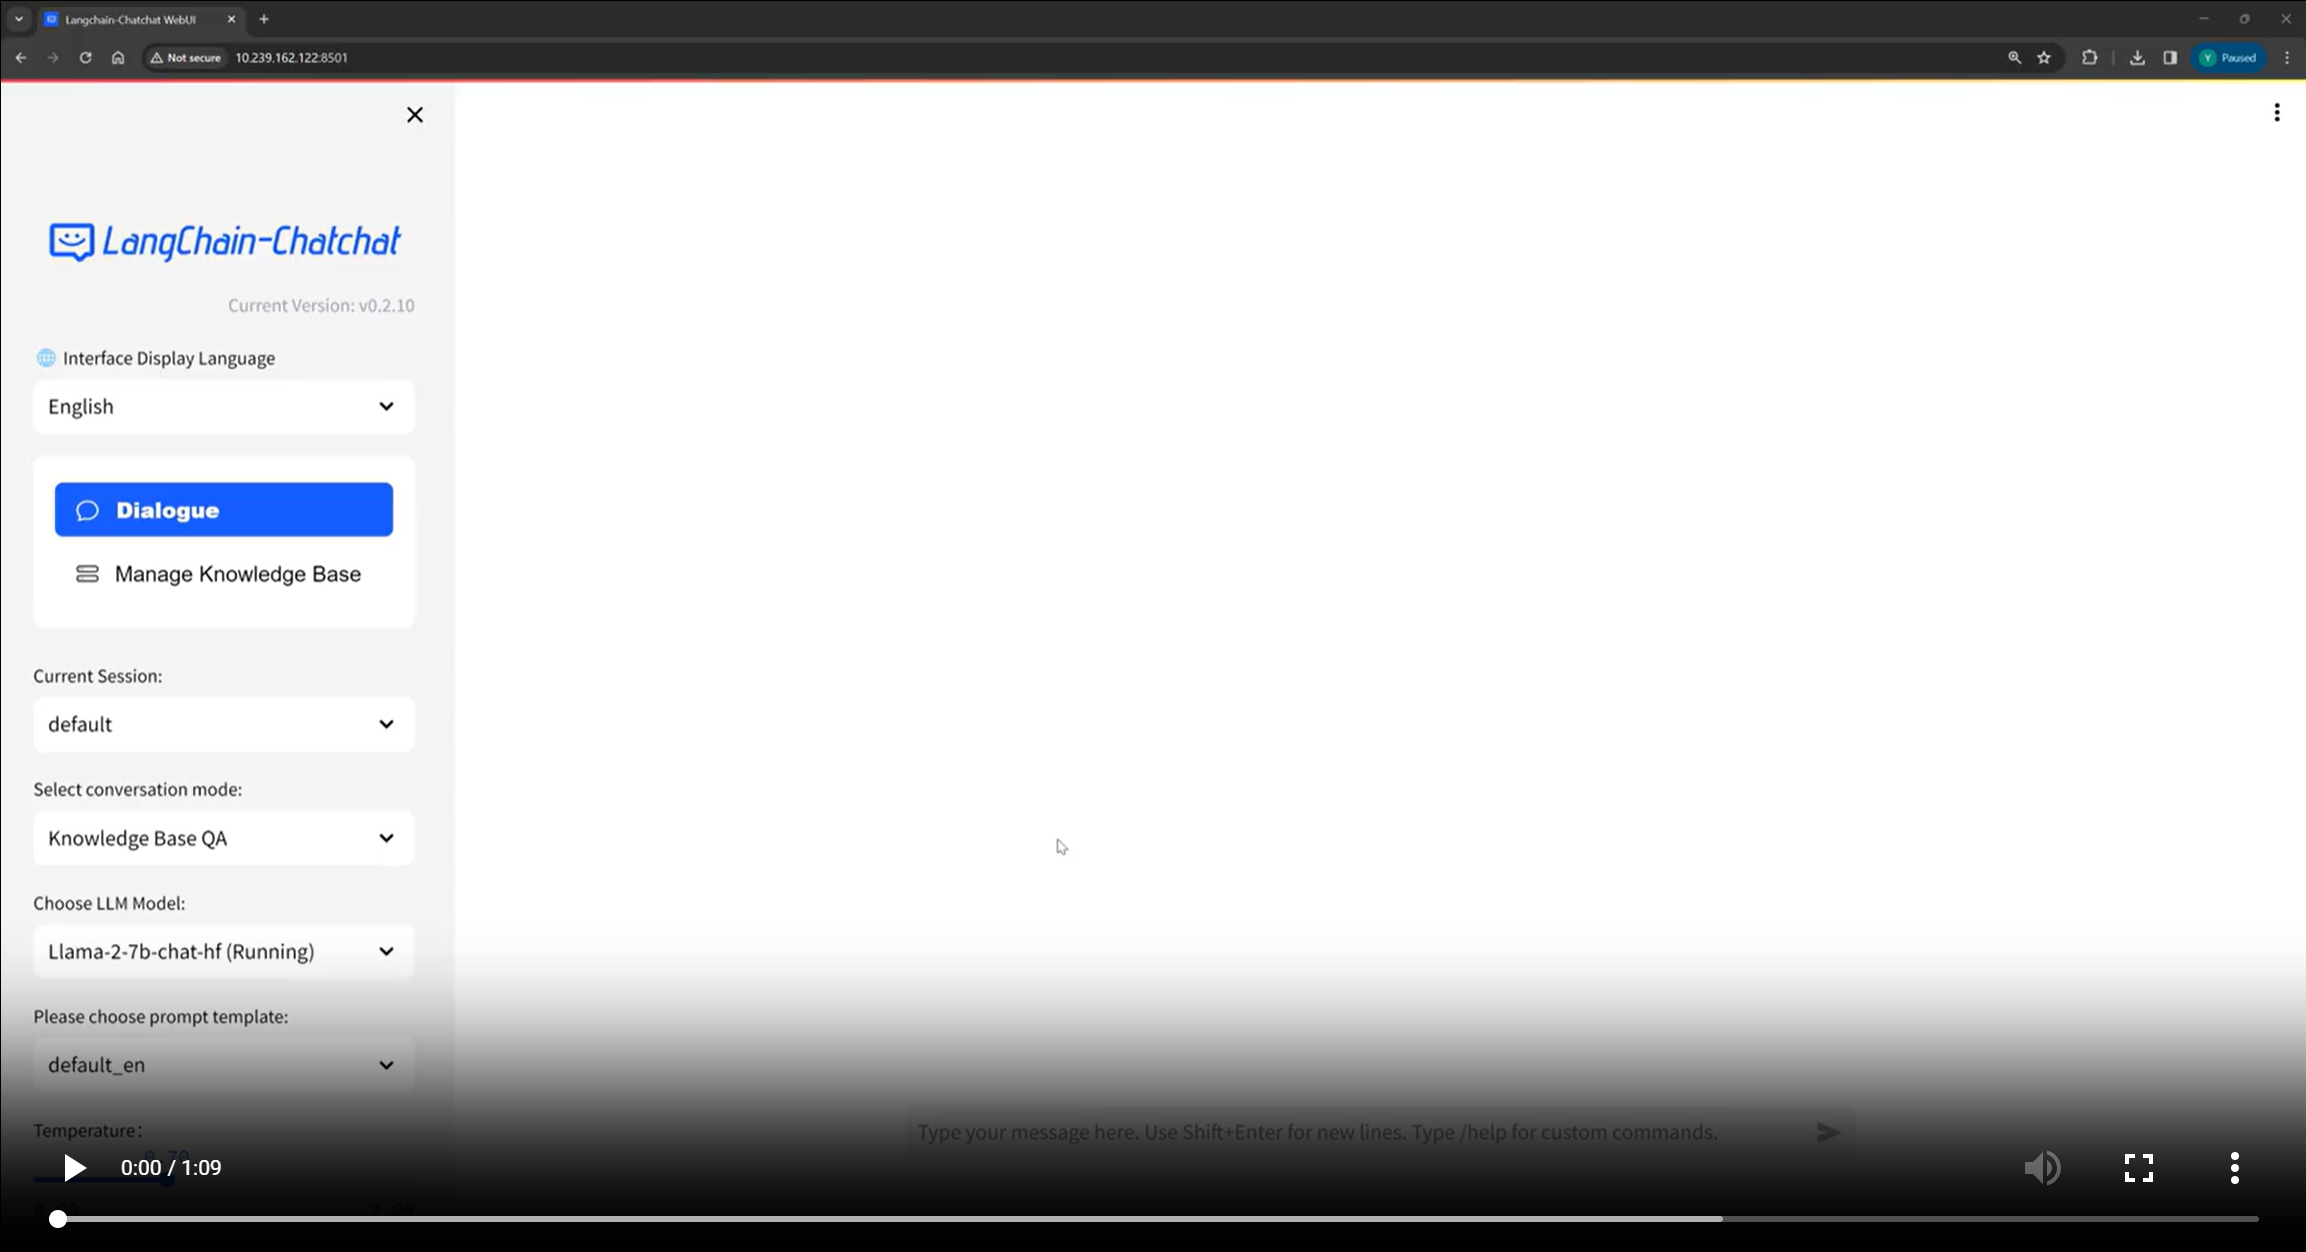 Langchain-Chatchat WebUI
Not secure 10.239.162.122:8501
Y Paused
LangChain-Chatchat
Current Version: v0.2.10
Interface Display Language
English
Dialogue
Manage Knowledge Base
Current Session:
default
Select conversation mode:
Knowledge Base QA
Choose LLM Model:
Llama-2-7b-chat-hf (Running)
Please choose prompt template:
default_en
Temperature:
Type your message here. Use Shift+Enter for new lines. Type /help for custom commands.
0:00 / 1:09